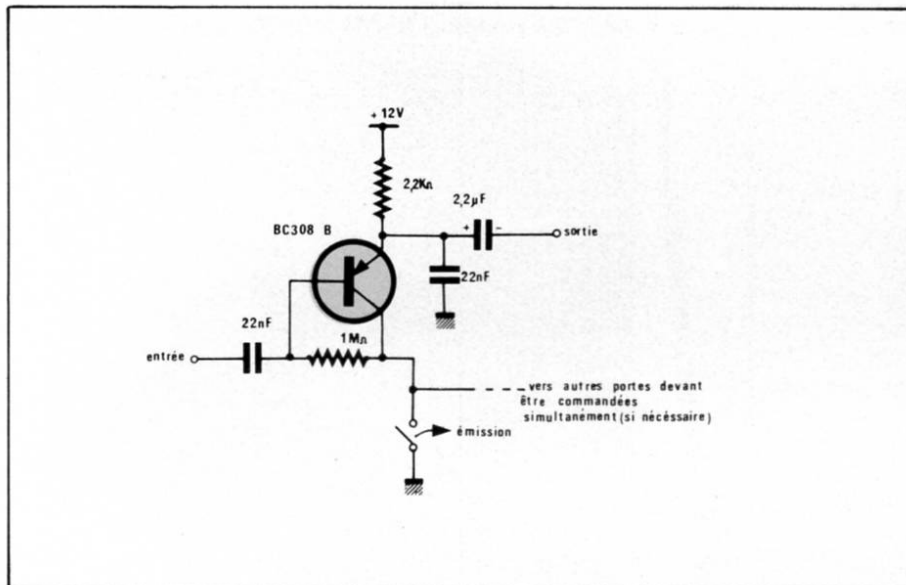 + 12V
2,2KΩ
2,2µF
BC308 B
+ -
sortie
22nF
22nF
1MΩ
entrée
vers autres portes devant
être commandées
simultanément (si nécessaire)
émission